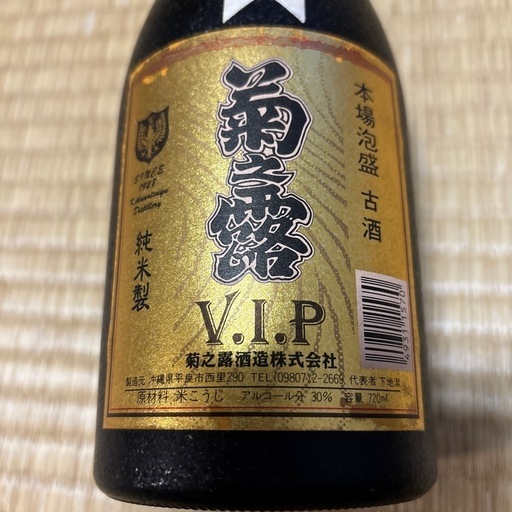 菊之露
V.I.P
本場泡盛 古酒
SINCE
1928
Kikunotsuyu
Distillery
純米製
菊之露酒造株式会社
製造元 沖縄県平良市西里290 TEL(09807)2-2669 代表者 下地潔
原材料 米こうじ アルコール分 30% 容量 720ml